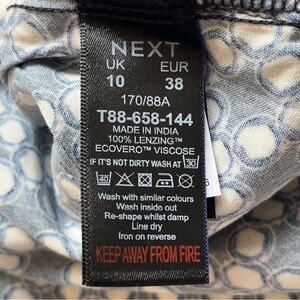 NEXT
UK EUR
10 38
170/88A
T88-658-144
MADE IN INDIA
100% LENZING™
ECOVERO™ VISCOSE
IF IT'S NOT DIRTY WASH AT 30
40
Wash with similar colours
Wash inside out
Re-shape whilst damp
Line dry
Iron on reverse
KEEP AWAY FROM FIRE